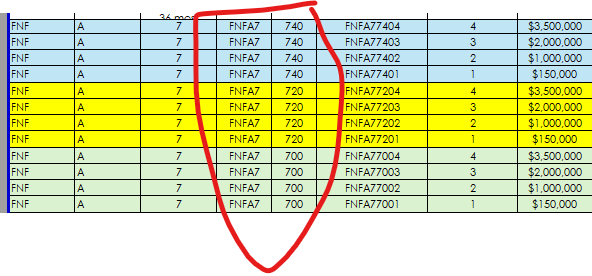 36 mos
FNF A 7 FNFA7 740 FNFA77404 4 $3,500,000
FNF A 7 FNFA7 740 FNFA77403 3 $2,000,000
FNF A 7 FNFA7 740 FNFA77402 2 $1,000,000
FNF A 7 FNFA7 740 FNFA77401 1 $150,000
FNF A 7 FNFA7 720 FNFA77204 4 $3,500,000
FNF A 7 FNFA7 720 FNFA77203 3 $2,000,000
FNF A 7 FNFA7 720 FNFA77202 2 $1,000,000
FNF A 7 FNFA7 720 FNFA77201 1 $150,000
FNF A 7 FNFA7 700 FNFA77004 4 $3,500,000
FNF A 7 FNFA7 700 FNFA77003 3 $2,000,000
FNF A 7 FNFA7 700 FNFA77002 2 $1,000,000
FNF A 7 FNFA7 700 FNFA77001 1 $150,000